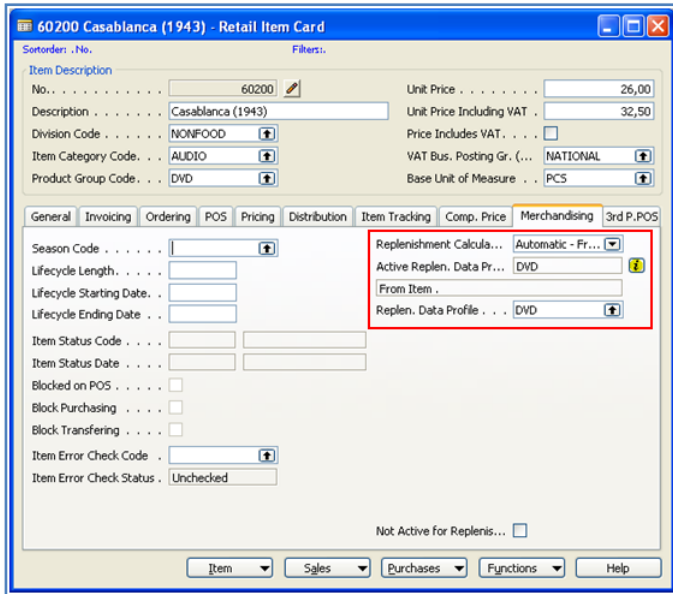 60200 Casablanca (1943) - Retail Item Card
Sortorder: .No. Filters:.
Item Description
No.. . . . . . . . . . . . 60200 Unit Price . . . . . . . . 26,00
Description . . . . . . . Casablanca (1943) Unit Price Including VAT . 32,50
Division Code . . . . . . NONFOOD Price Includes VAT. . . .
Item Category Code. . . AUDIO VAT Bus. Posting Gr. (... NATIONAL
Product Group Code. . . DVD Base Unit of Measure . . PCS
General Invoicing Ordering POS Pricing Distribution Item Tracking Comp. Price Merchandising 3rd P.POS
Season Code . . . . . . Replenishment Calcula... Automatic - Fr...
Lifecycle Length. . . . . Active Replen. Data Pr... DVD
Lifecycle Starting Date. . From Item .
Lifecycle Ending Date . . Replen. Data Profile . . . DVD
Item Status Code . . . .
Item Status Date . . . .
Blocked on POS . . . . .
Block Purchasing . . . .
Block Transfering . . . .
Item Error Check Code .
Item Error Check Status . Unchecked
Not Active for Replenis...
Item Sales Purchases Functions Help